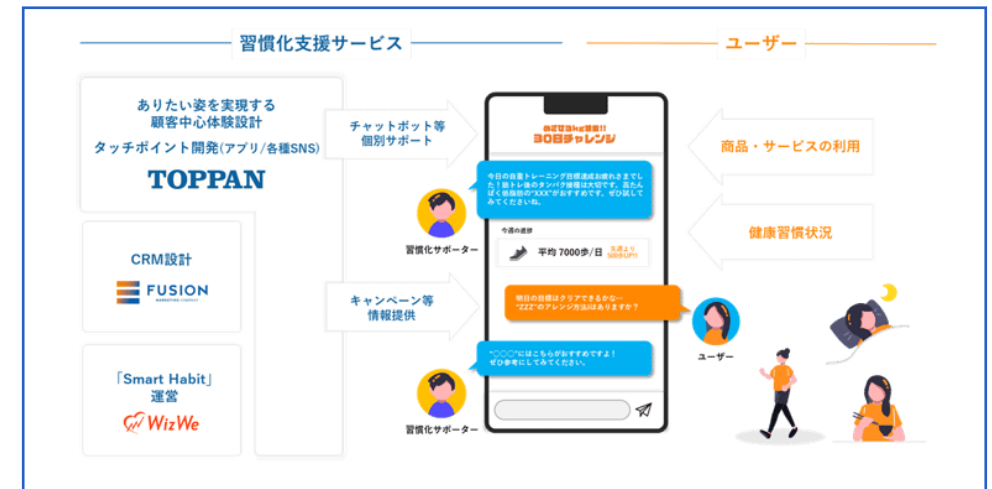 習慣化支援サービス
ユーザー
ありたい姿を実現する
顧客中心体験設計
タッチポイント開発(アプリ/各種SNS)
TOPPAN
CRM設計
FUSION
「Smart Habit」
運営
WizWe
チャットボット等
個別サポート
キャンペーン等
情報提供
めざせ3kg減量!!
30日チャレンジ
今日の自重トレーニング目標達成お疲れさまでし
た！筋トレ後のタンパク接種は大切です。高たん
ぱく低脂肪の"XXX"がおすすめです。ぜひ試して
みてくださいね。
習慣化サポーター
今週の進捗
平均 7000歩/日
先週より
500歩UP!!
明日の目標はクリアできるかな…
"ZZZ"のアレンジ方法はありますか？
ユーザー
"○○○"にはこちらがおすすめですよ！
ぜひ参考にしてみてください。
習慣化サポーター
商品・サービスの利用
健康習慣状況